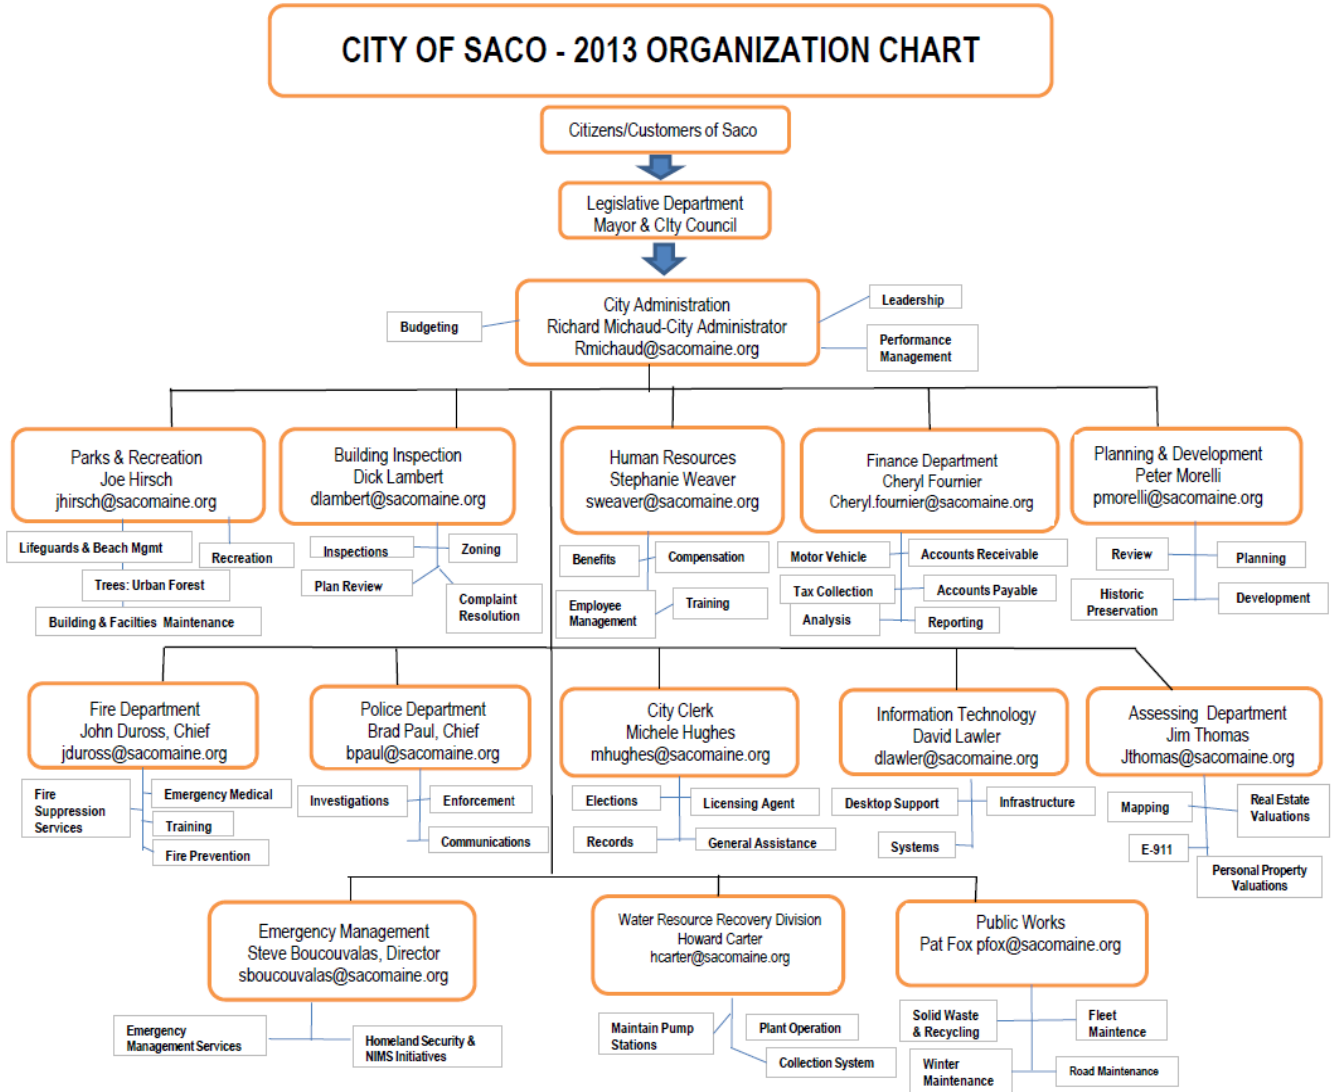 CITY OF SACO - 2013 ORGANIZATION CHART
Citizens/Customers of Saco
Legislative Department
Mayor & CIty Council
City Administration
Richard Michaud-City Administrator
Rmichaud@sacomaine.org
Budgeting
Leadership
Performance
Management
Parks & Recreation
Joe Hirsch
jhirsch@sacomaine.org
Lifeguards & Beach Mgmt
Recreation
Trees: Urban Forest
Building & Facilties Maintenance
Building Inspection
Dick Lambert
dlambert@sacomaine.org
Inspections
Zoning
Plan Review
Complaint
Resolution
Human Resources
Stephanie Weaver
sweaver@sacomaine.org
Benefits
Compensation
Employee
Management
Training
Finance Department
Cheryl Fournier
Cheryl.fournier@sacomaine.org
Motor Vehicle
Accounts Receivable
Tax Collection
Accounts Payable
Analysis
Reporting
Planning & Development
Peter Morelli
pmorelli@sacomaine.org
Review
Planning
Historic
Preservation
Development
Fire Department
John Duross, Chief
jduross@sacomaine.org
Fire
Suppression
Services
Emergency Medical
Training
Fire Prevention
Police Department
Brad Paul, Chief
bpaul@sacomaine.org
Investigations
Enforcement
Communications
City Clerk
Michele Hughes
mhughes@sacomaine.org
Elections
Licensing Agent
Records
General Assistance
Information Technology
David Lawler
dlawler@sacomaine.org
Desktop Support
Infrastructure
Systems
Assessing Department
Jim Thomas
Jthomas@sacomaine.org
Mapping
Real Estate
Valuations
E-911
Personal Property
Valuations
Emergency Management
Steve Boucouvalas, Director
sboucouvalas@sacomaine.org
Emergency
Management Services
Homeland Security &
NIMS Initiatives
Water Resource Recovery Division
Howard Carter
hcarter@sacomaine.org
Maintain Pump
Stations
Plant Operation
Collection System
Public Works
Pat Fox pfox@sacomaine.org
Solid Waste
& Recycling
Fleet
Maintence
Winter
Maintenance
Road Maintenance